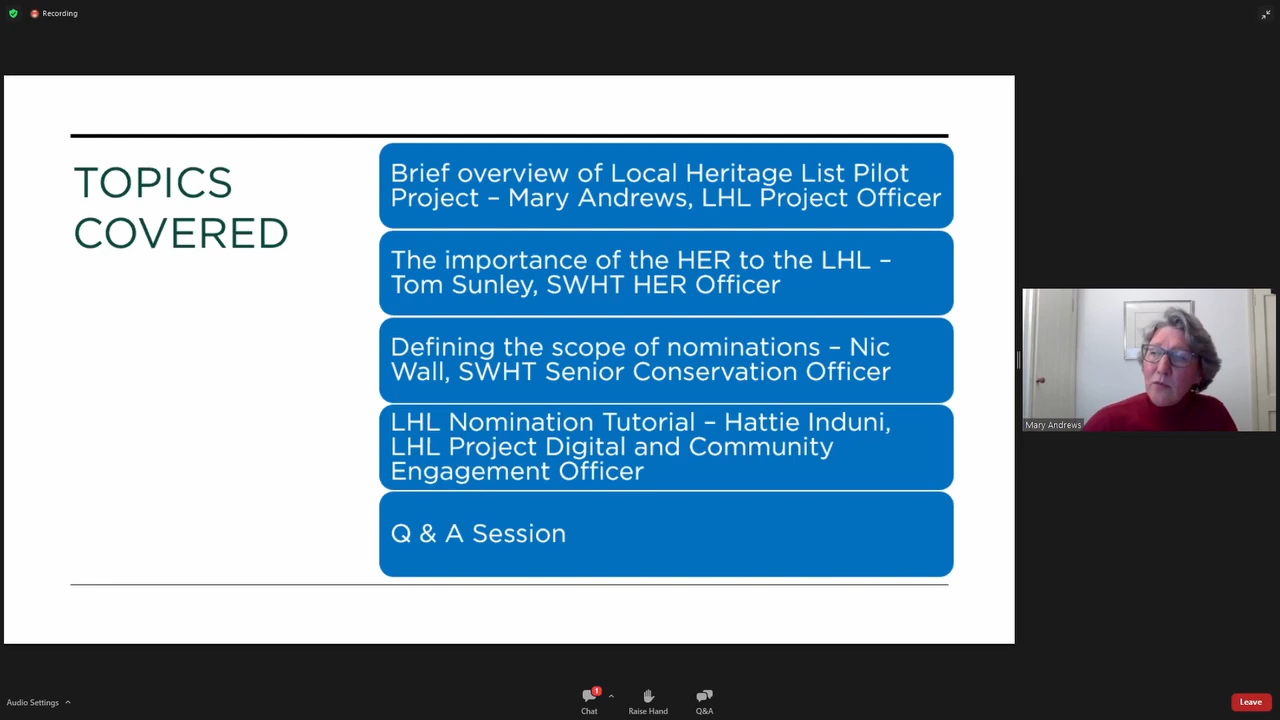 Recording
TOPICS
COVERED
Brief overview of Local Heritage List Pilot
Project – Mary Andrews, LHL Project Officer
The importance of the HER to the LHL –
Tom Sunley, SWHT HER Officer
Defining the scope of nominations – Nic
Wall, SWHT Senior Conservation Officer
LHL Nomination Tutorial – Hattie Induni,
LHL Project Digital and Community
Engagement Officer
Q & A Session
Mary Andrews
Audio Settings
1
Chat
Raise Hand
Q&A
Leave